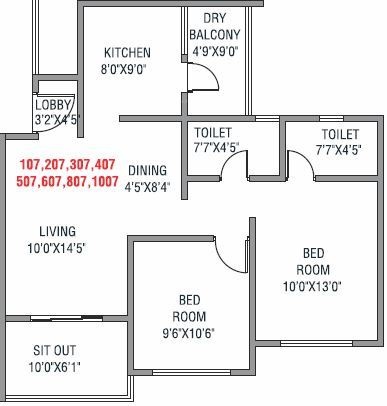 DRY
BALCONY
4'9"X9'0"
KITCHEN
8'0"X9'0"
LOBBY
3'2"X4'5"
TOILET
7'7"X4'5"
TOILET
7'7"X4'5"
107,207,307,407
507,607,807,1007
DINING
4'5"X8'4"
LIVING
10'0"X14'5"
BED
ROOM
10'0"X13'0"
BED
ROOM
9'6"X10'6"
SIT OUT
10'0"X6'1"